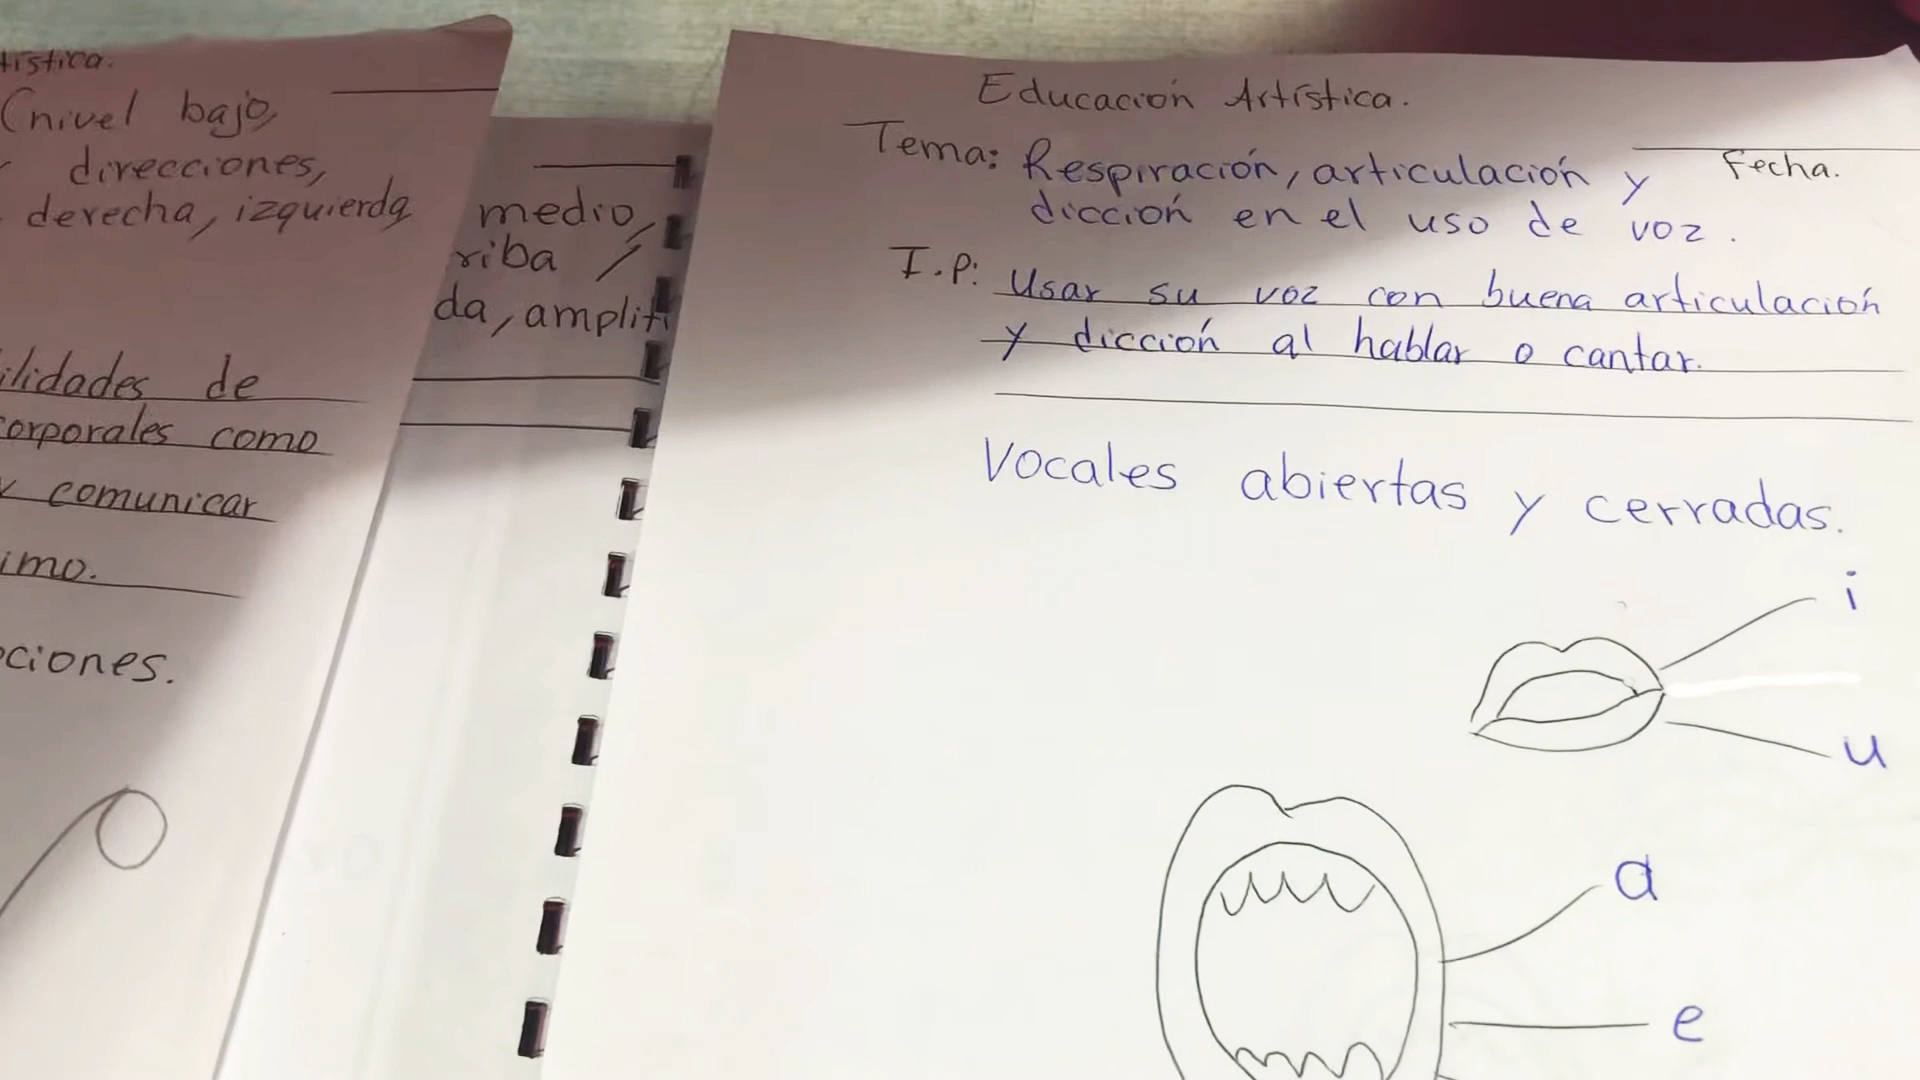 tística.
(nivel bajo,
direcciones,
derecha, izquierda
ilidades de
corporales como
y comunicar
imo.
ciones.
medio,
riba /
da, ampliti
Educación Artística.
Tema: Respiración, articulación y
dicción en el uso de voz.
Fecha.
I.P: Usar su voz con buena articulación
y dicción al hablar o cantar.
Vocales abiertas y cerradas.
i
u
a
e